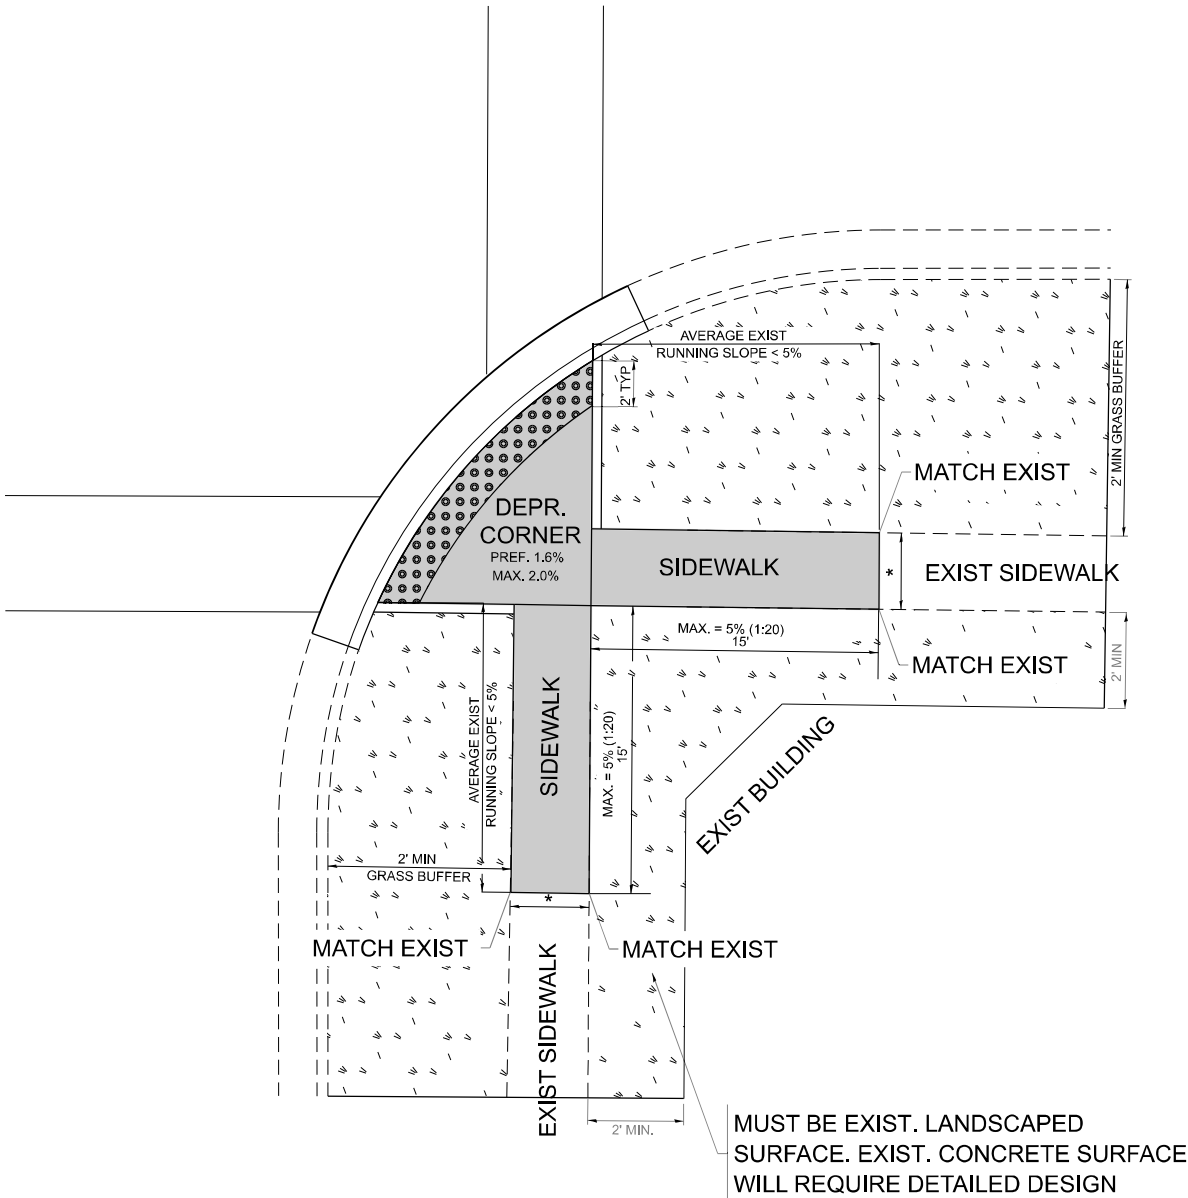 AVERAGE EXIST
RUNNING SLOPE < 5%
2' TYP
2' MIN GRASS BUFFER
MATCH EXIST
DEPR.
CORNER
PREF. 1.6%
MAX. 2.0%
SIDEWALK
*
EXIST SIDEWALK
MAX. = 5% (1:20)
15'
MATCH EXIST
2' MIN
AVERAGE EXIST
RUNNING SLOPE < 5%
SIDEWALK
MAX. = 5% (1:20)
15'
EXIST BUILDING
2' MIN
GRASS BUFFER
*
MATCH EXIST
MATCH EXIST
EXIST SIDEWALK
2' MIN.
MUST BE EXIST. LANDSCAPED
SURFACE. EXIST. CONCRETE SURFACE
WILL REQUIRE DETAILED DESIGN